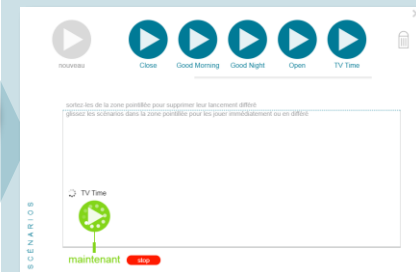 nouveau
Close
Good Morning
Good Night
Open
TV Time
sortez-les de la zone pointillée pour supprimer leur lancement différé
glissez les scénarios dans la zone pointillée pour les jouer immédiatement ou en différé
TV Time
maintenant
stop
SCÉNARIOS